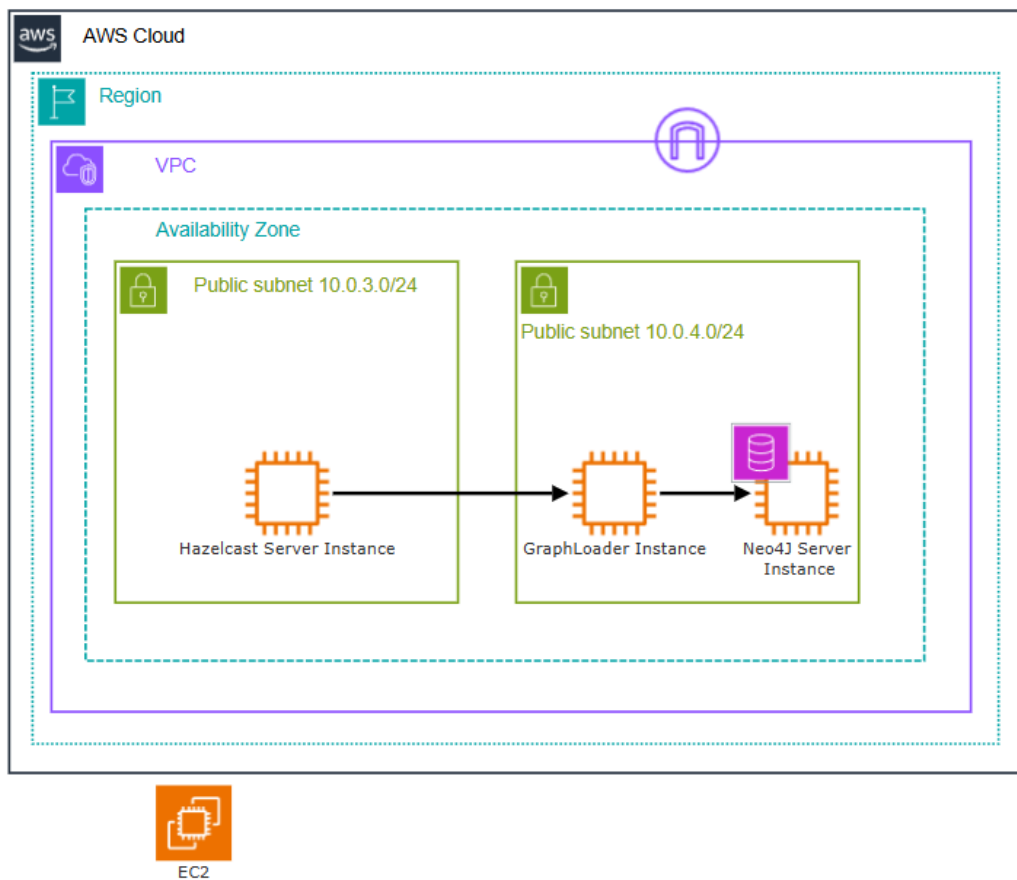 aws
AWS Cloud
Region
VPC
Availability Zone
Public subnet 10.0.3.0/24
Public subnet 10.0.4.0/24
Hazelcast Server Instance
GraphLoader Instance
Neo4J Server
Instance
EC2